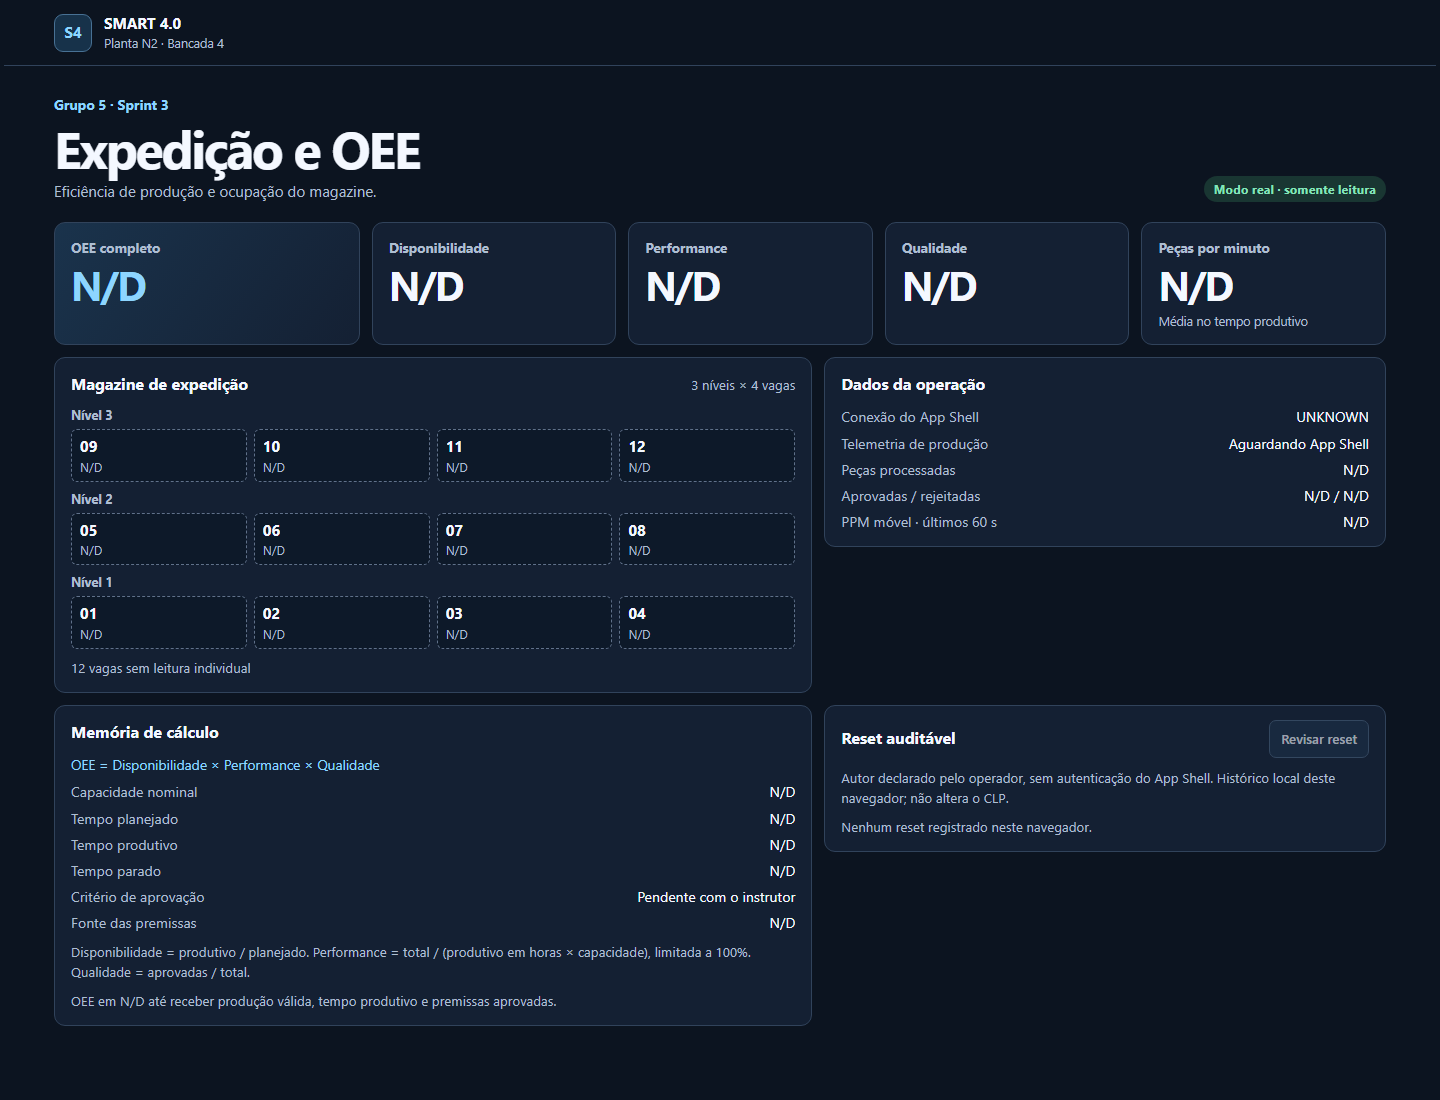 S4
SMART 4.0
Planta N2 · Bancada 4
Grupo 5 · Sprint 3
Expedição e OEE
Eficiência de produção e ocupação do magazine.
Modo real · somente leitura
OEE completo
N/D
Disponibilidade
N/D
Performance
N/D
Qualidade
N/D
Peças por minuto
N/D
Média no tempo produtivo
Magazine de expedição
3 níveis × 4 vagas
Nível 3
09
N/D
10
N/D
11
N/D
12
N/D
Nível 2
05
N/D
06
N/D
07
N/D
08
N/D
Nível 1
01
N/D
02
N/D
03
N/D
04
N/D
12 vagas sem leitura individual
Dados da operação
Conexão do App Shell UNKNOWN
Telemetria de produção Aguardando App Shell
Peças processadas N/D
Aprovadas / rejeitadas N/D / N/D
PPM móvel · últimos 60 s N/D
Memória de cálculo
OEE = Disponibilidade × Performance × Qualidade
Capacidade nominal N/D
Tempo planejado N/D
Tempo produtivo N/D
Tempo parado N/D
Critério de aprovação Pendente com o instrutor
Fonte das premissas N/D
Disponibilidade = produtivo / planejado. Performance = total / (produtivo em horas × capacidade), limitada a 100%.
Qualidade = aprovadas / total.
OEE em N/D até receber produção válida, tempo produtivo e premissas aprovadas.
Reset auditável
Revisar reset
Autor declarado pelo operador, sem autenticação do App Shell. Histórico local deste
navegador; não altera o CLP.
Nenhum reset registrado neste navegador.